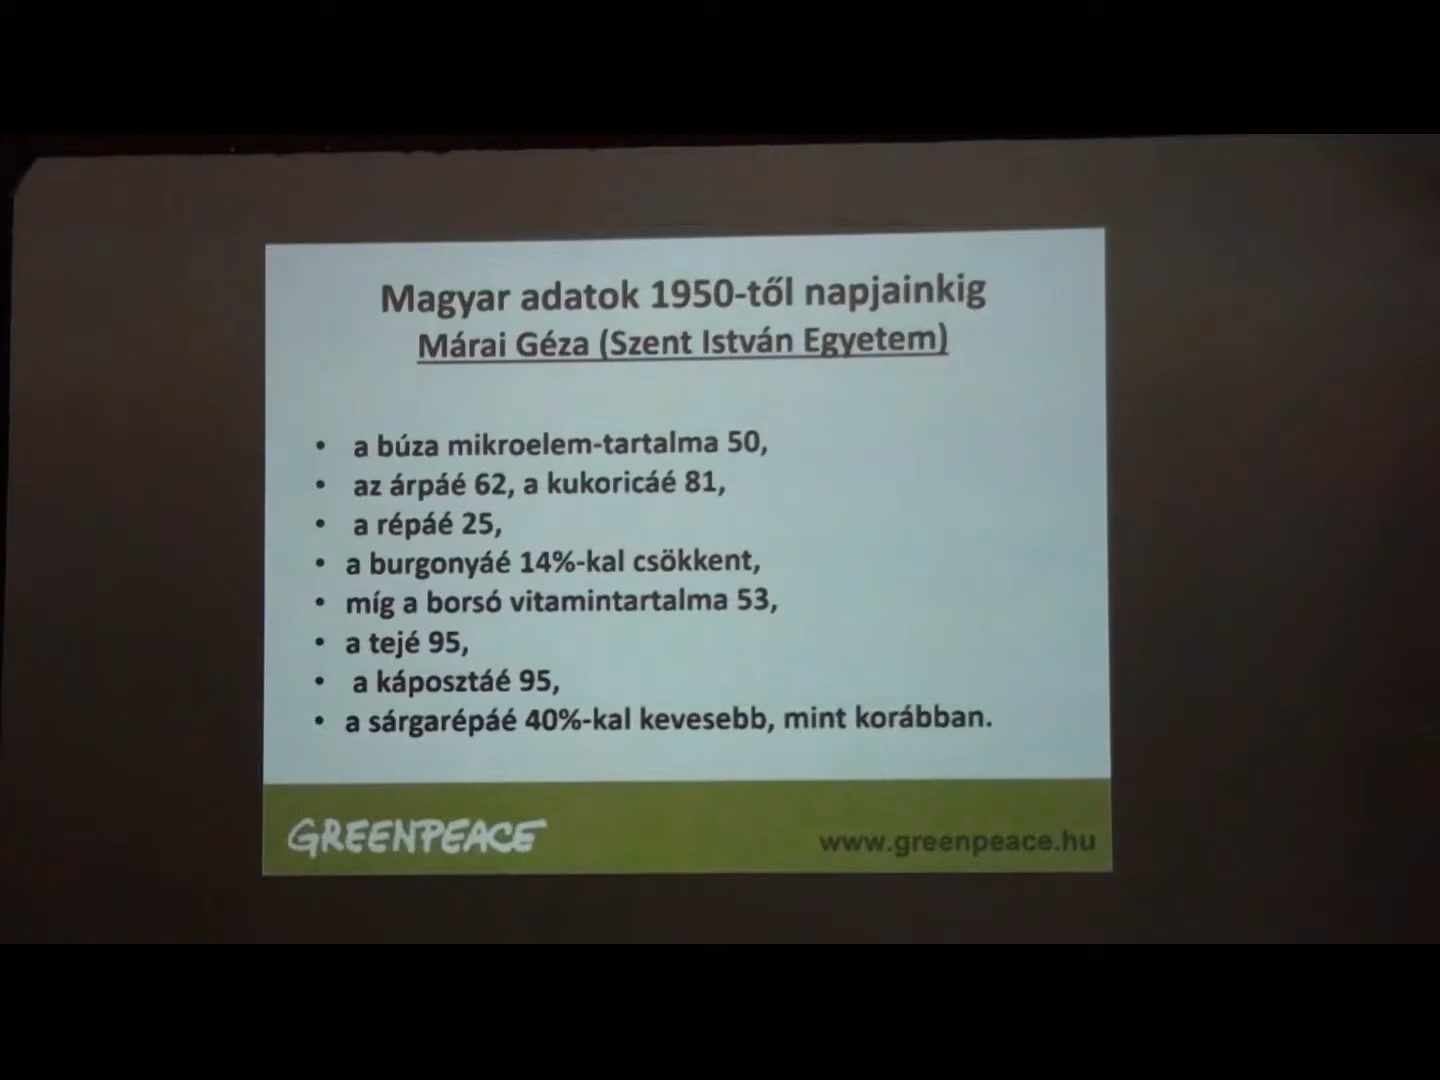 Magyar adatok 1950-től napjainkig
Márai Géza (Szent István Egyetem)
• a búza mikroelem-tartalma 50,
• az árpáé 62, a kukoricáé 81,
• a répáé 25,
• a burgonyáé 14%-kal csökkent,
• míg a borsó vitamintartalma 53,
• a tejé 95,
• a káposztáé 95,
• a sárgarépáé 40%-kal kevesebb, mint korábban.
GREENPEACE
www.greenpeace.hu